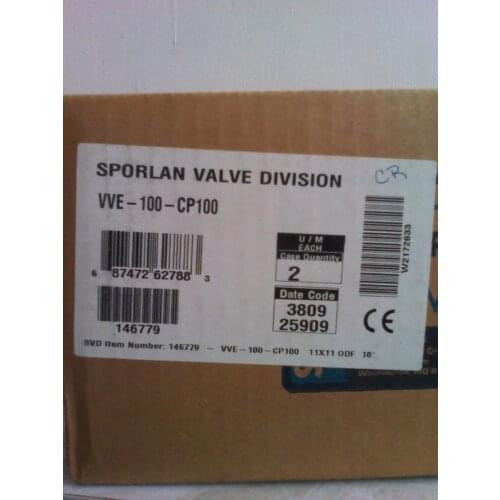 SPORLAN VALVE DIVISION
CR
VVE-100-CP100
U / M
EACH
Case Quantity
2
6 87472 62788 3
Date Code
3809
25909
146779
CE
W2172633
SVD Item Number: 146779 - VVE-100-CP100 11X11 ODF 10'